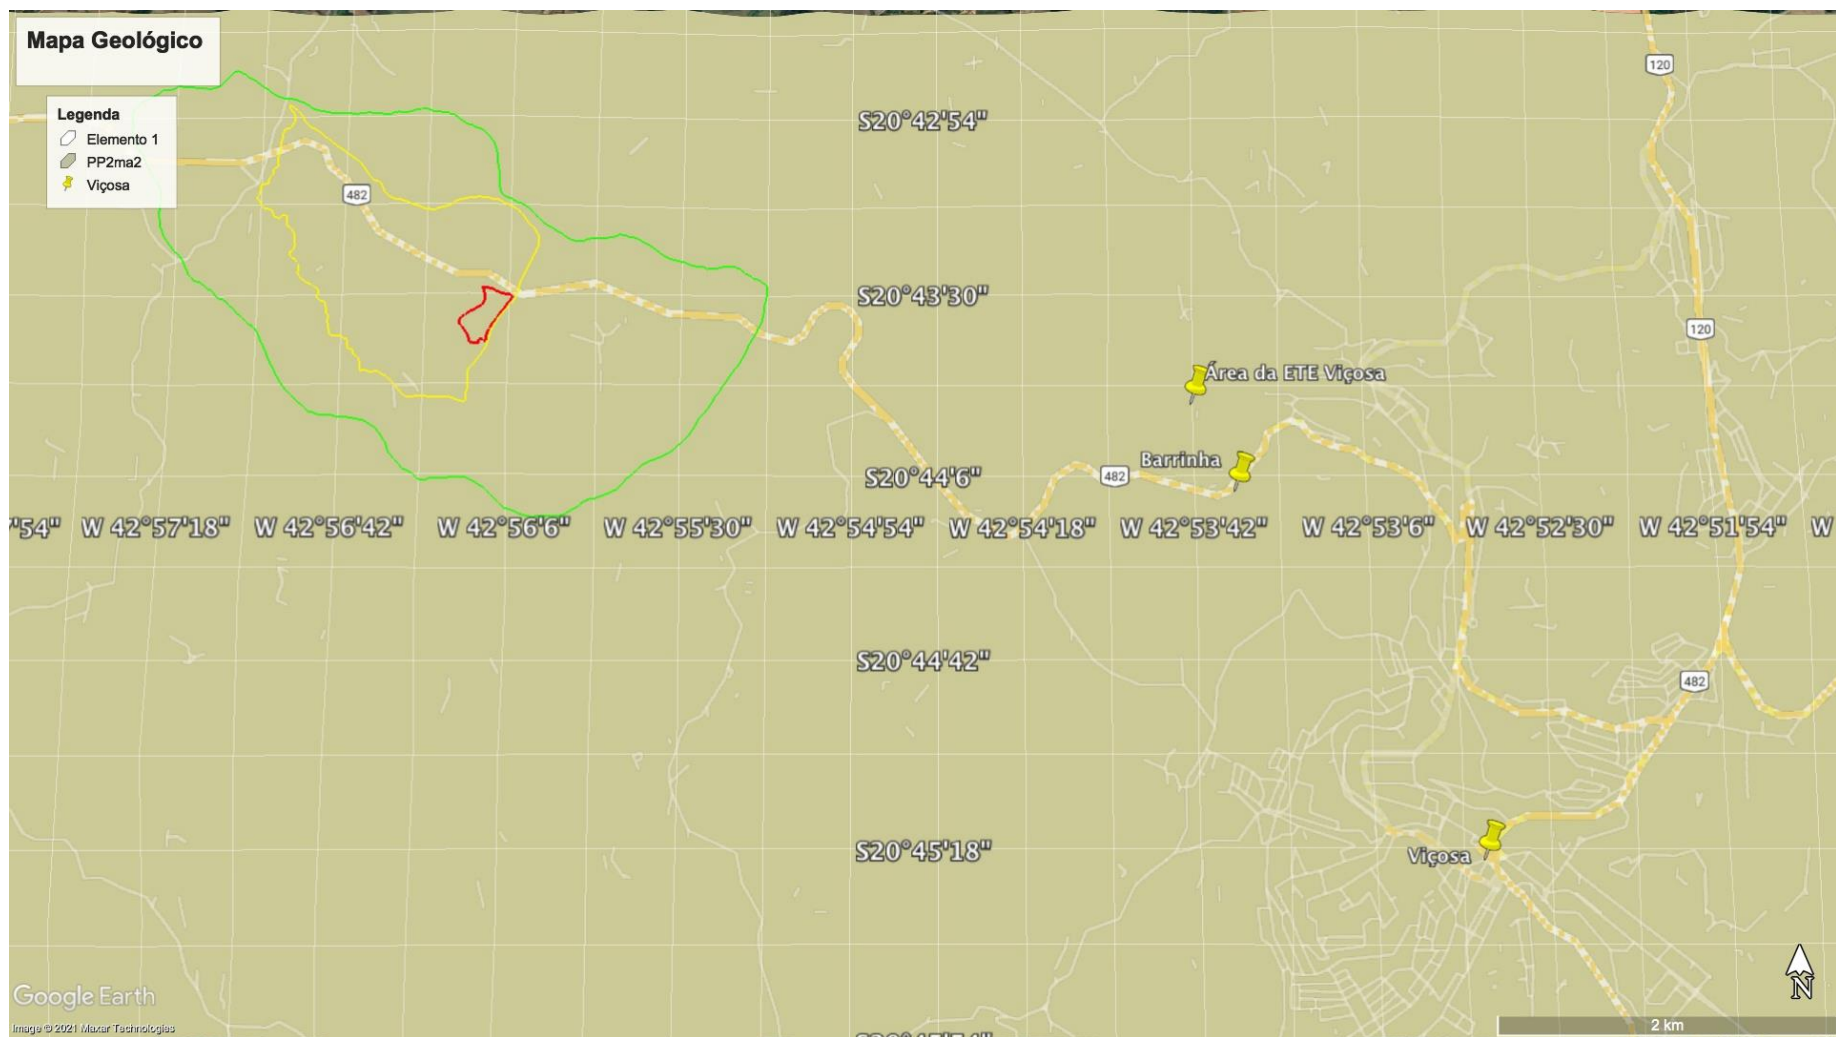 Mapa Geológico
Legenda
Elemento 1
PP2ma2
Viçosa
120
S20°42'54"
482
S20°43'30"
120
Área da ETE Viçosa
Barrinha
482
S20°44'6"
'54" W 42°57'18" W 42°56'42" W 42°56'6" W 42°55'30" W 42°54'54" W 42°54'18" W 42°53'42" W 42°53'6" W 42°52'30" W 42°51'54" W
S20°44'42"
482
S20°45'18"
Viçosa
N
Google Earth
Image © 2021 Maxar Technologies
2 km